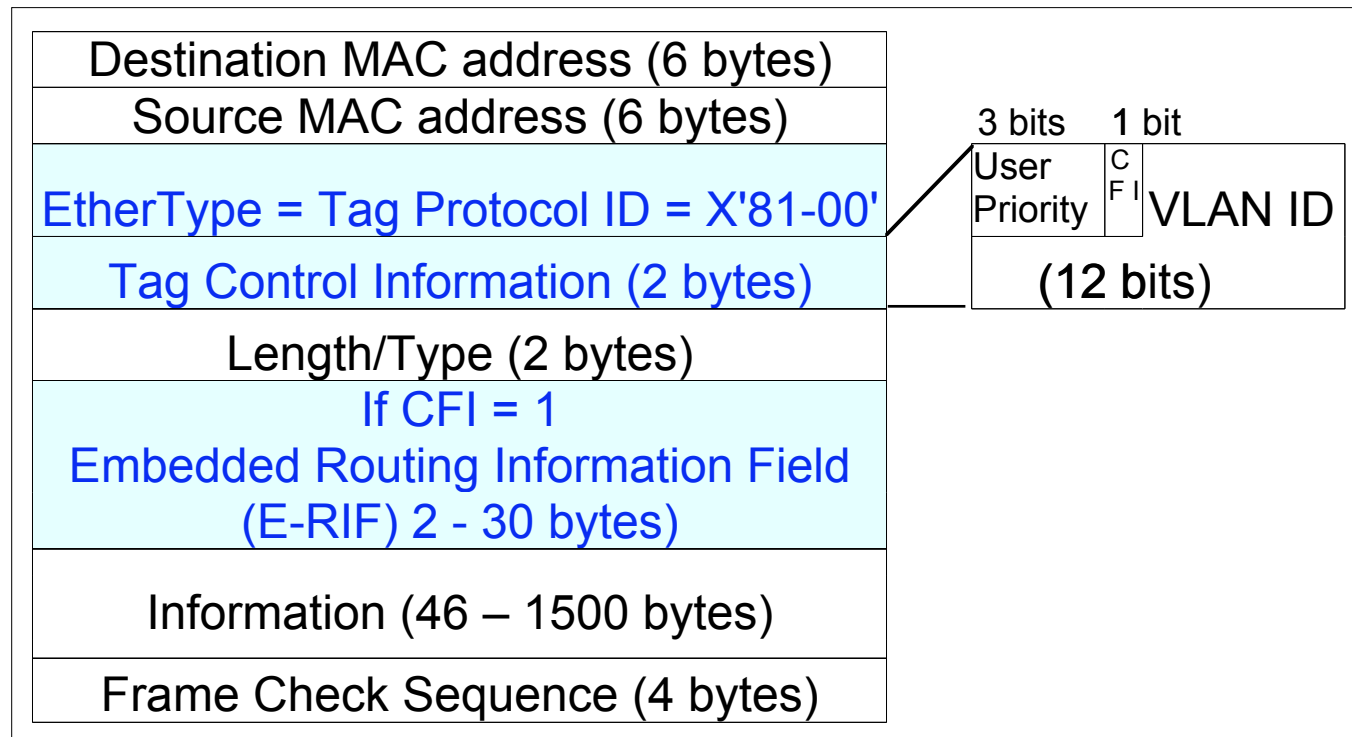 Destination MAC address (6 bytes)
Source MAC address (6 bytes)
EtherType = Tag Protocol ID = X'81-00'
Tag Control Information (2 bytes)
Length/Type (2 bytes)
If CFI = 1
Embedded Routing Information Field
(E-RIF) 2 - 30 bytes)
Information (46 – 1500 bytes)
Frame Check Sequence (4 bytes)
3 bits 1 bit
User
Priority
C
F I
VLAN ID
(12 bits)